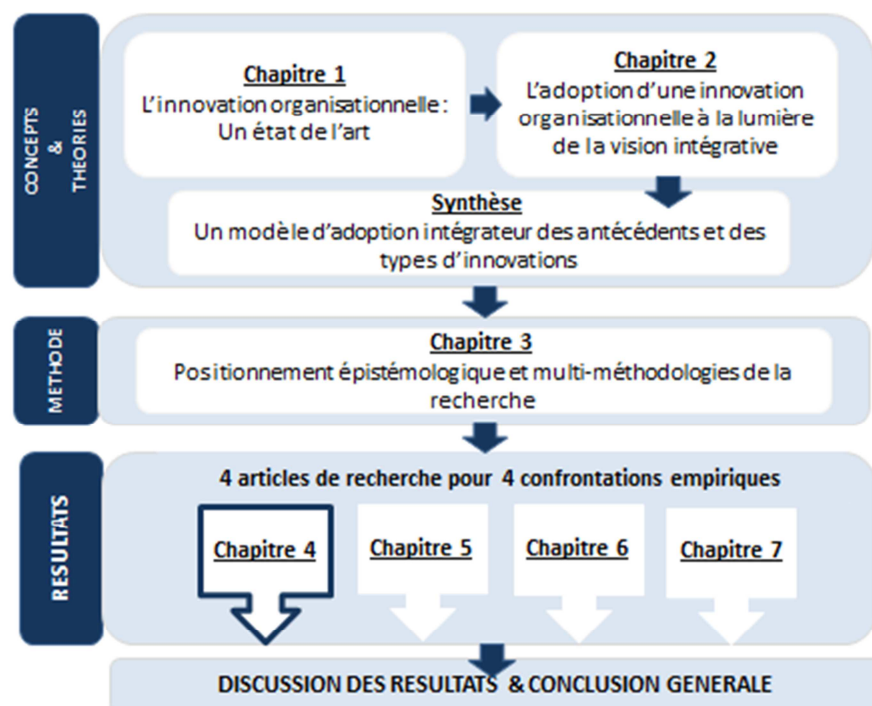 CONCEPTS
&
THEORIES
Chapitre 1
L'innovation organisationnelle :
Un état de l'art
Chapitre 2
L'adoption d'une innovation
organisationnelle à la lumière
de la vision intégrative
Synthèse
Un modèle d'adoption intégrateur des antécédents et des
types d'innovations
METHODE
Chapitre 3
Positionnement épistémologique et multi-méthodologies de la
recherche
RESULTATS
4 articles de recherche pour 4 confrontations empiriques
Chapitre 4
Chapitre 5
Chapitre 6
Chapitre 7
DISCUSSION DES RESULTATS & CONCLUSION GENERALE